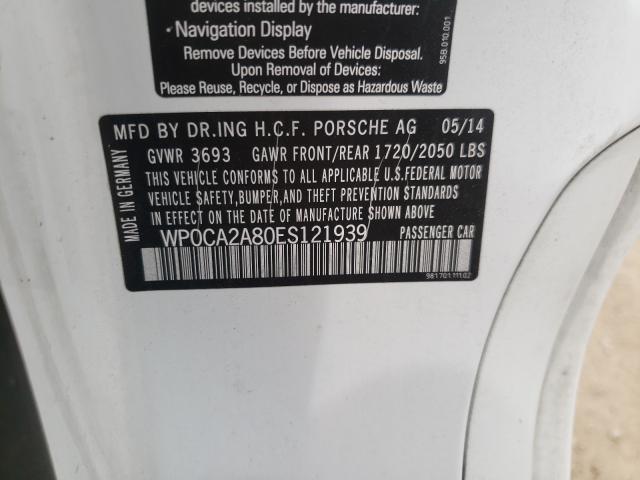 devices installed by the manufacturer:
• Navigation Display
Remove Devices Before Vehicle Disposal.
Upon Removal of Devices:
Please Reuse, Recycle, or Dispose as Hazardous Waste
958.010.001
MFD BY DR.ING H.C.F. PORSCHE AG 05/14
GVWR 3693 GAWR FRONT/REAR 1720/2050 LBS
THIS VEHICLE CONFORMS TO ALL APPLICABLE U.S.FEDERAL MOTOR
VEHICLE SAFETY,BUMPER,AND THEFT PREVENTION STANDARDS
IN EFFECT ON THE DATE OF MANUFACTURE SHOWN ABOVE
WP0CA2A80ES121939 PASSENGER CAR
MADE IN GERMANY
98170111102